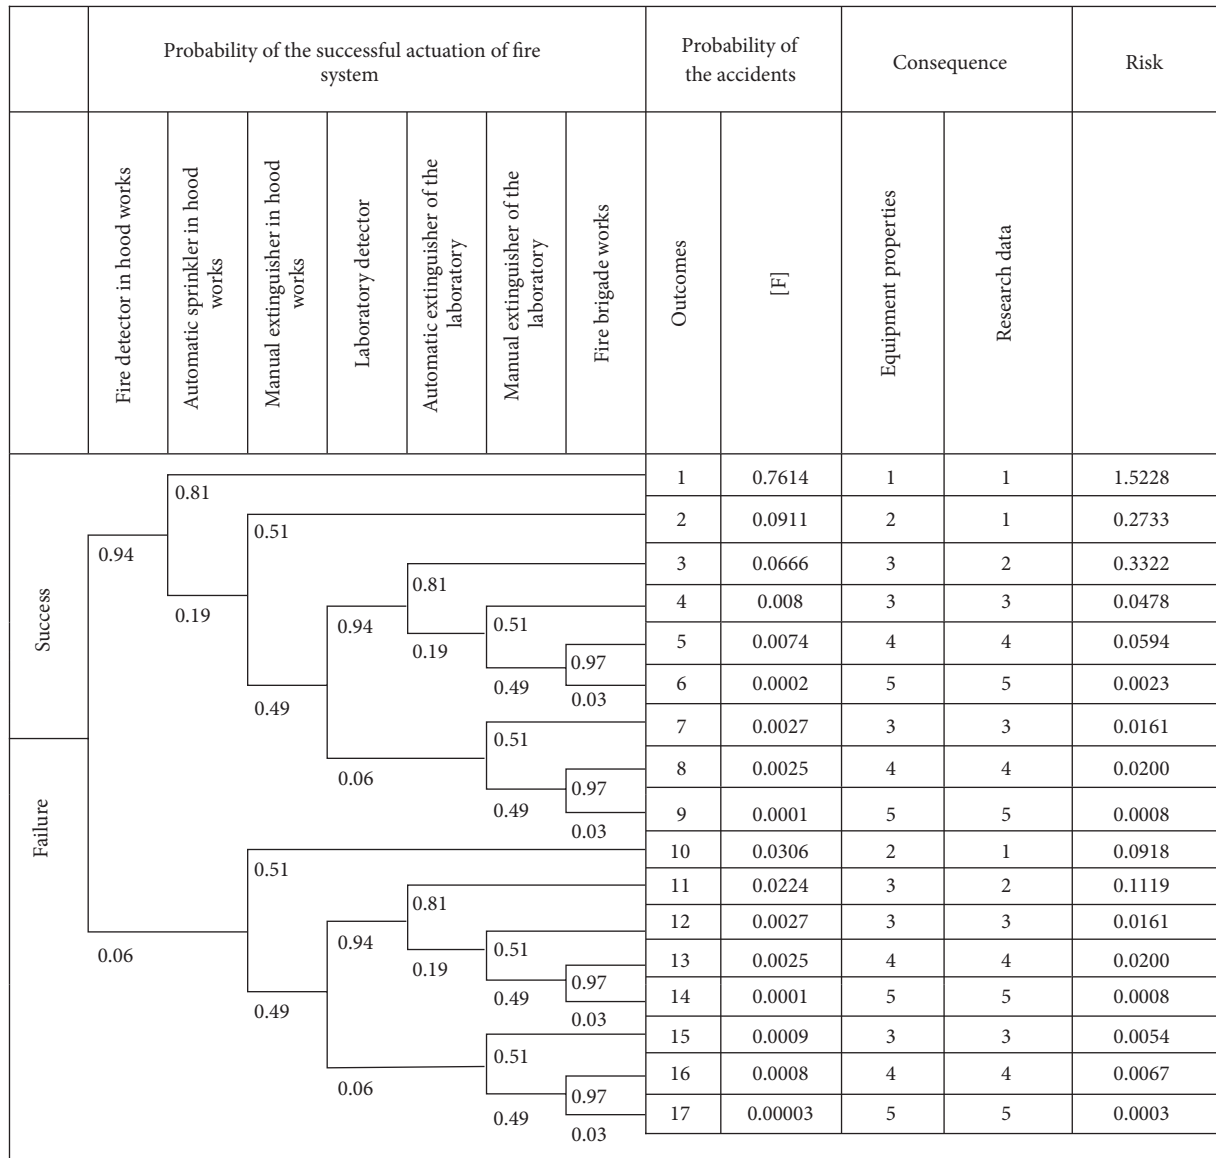 Probability of the successful actuation of fire
system
Probability of
the accidents
Consequence
Risk
Fire detector in hood works
Automatic sprinkler in hood
works
Manual extinguisher in hood
works
Laboratory detector
Automatic extinguisher of the
laboratory
Manual extinguisher of the
laboratory
Fire brigade works
Outcomes
[F]
Equipment properties
Research data
Success
Failure
1 0.7614 1 1 1.5228
0.81
2 0.0911 2 1 0.2733
0.51
0.94
3 0.0666 3 2 0.3322
0.81
4 0.008 3 3 0.0478
0.19
0.94
0.51
5 0.0074 4 4 0.0594
0.19
0.97
6 0.0002 5 5 0.0023
0.49
0.03
0.49
7 0.0027 3 3 0.0161
0.51
8 0.0025 4 4 0.0200
0.06
0.97
9 0.0001 5 5 0.0008
0.49
0.03
10 0.0306 2 1 0.0918
0.51
11 0.0224 3 2 0.1119
0.81
12 0.0027 3 3 0.0161
0.06
0.94
0.51
13 0.0025 4 4 0.0200
0.19
0.97
14 0.0001 5 5 0.0008
0.49
0.49
0.03
15 0.0009 3 3 0.0054
0.51
16 0.0008 4 4 0.0067
0.06
0.97
17 0.00003 5 5 0.0003
0.49
0.03